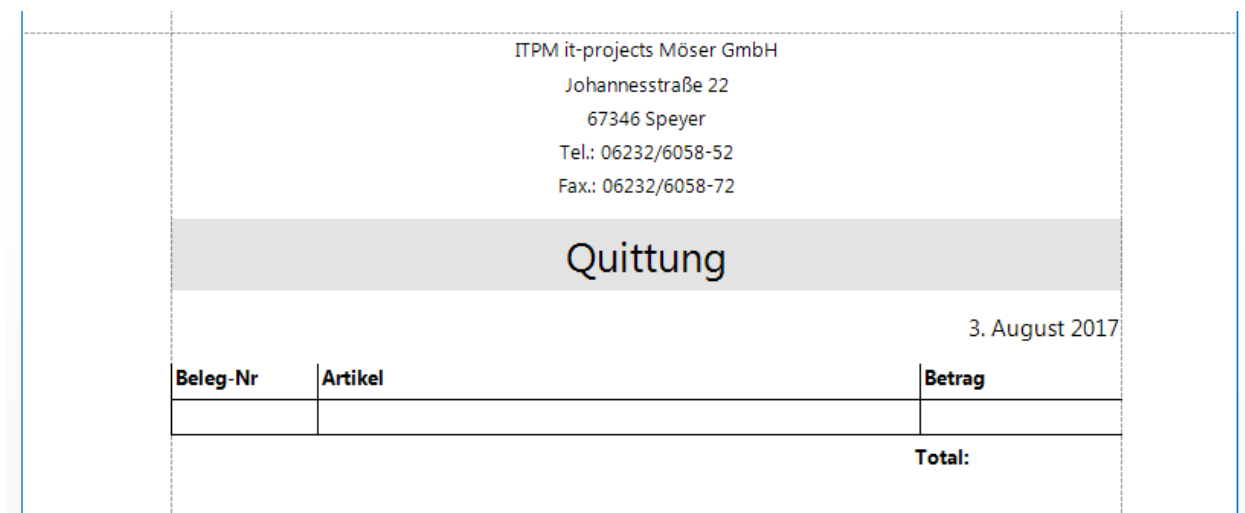 ITPM it-projects Möser GmbH
Johannesstraße 22
67346 Speyer
Tel.: 06232/6058-52
Fax.: 06232/6058-72
Quittung
3. August 2017
Beleg-Nr Artikel Betrag
Total: